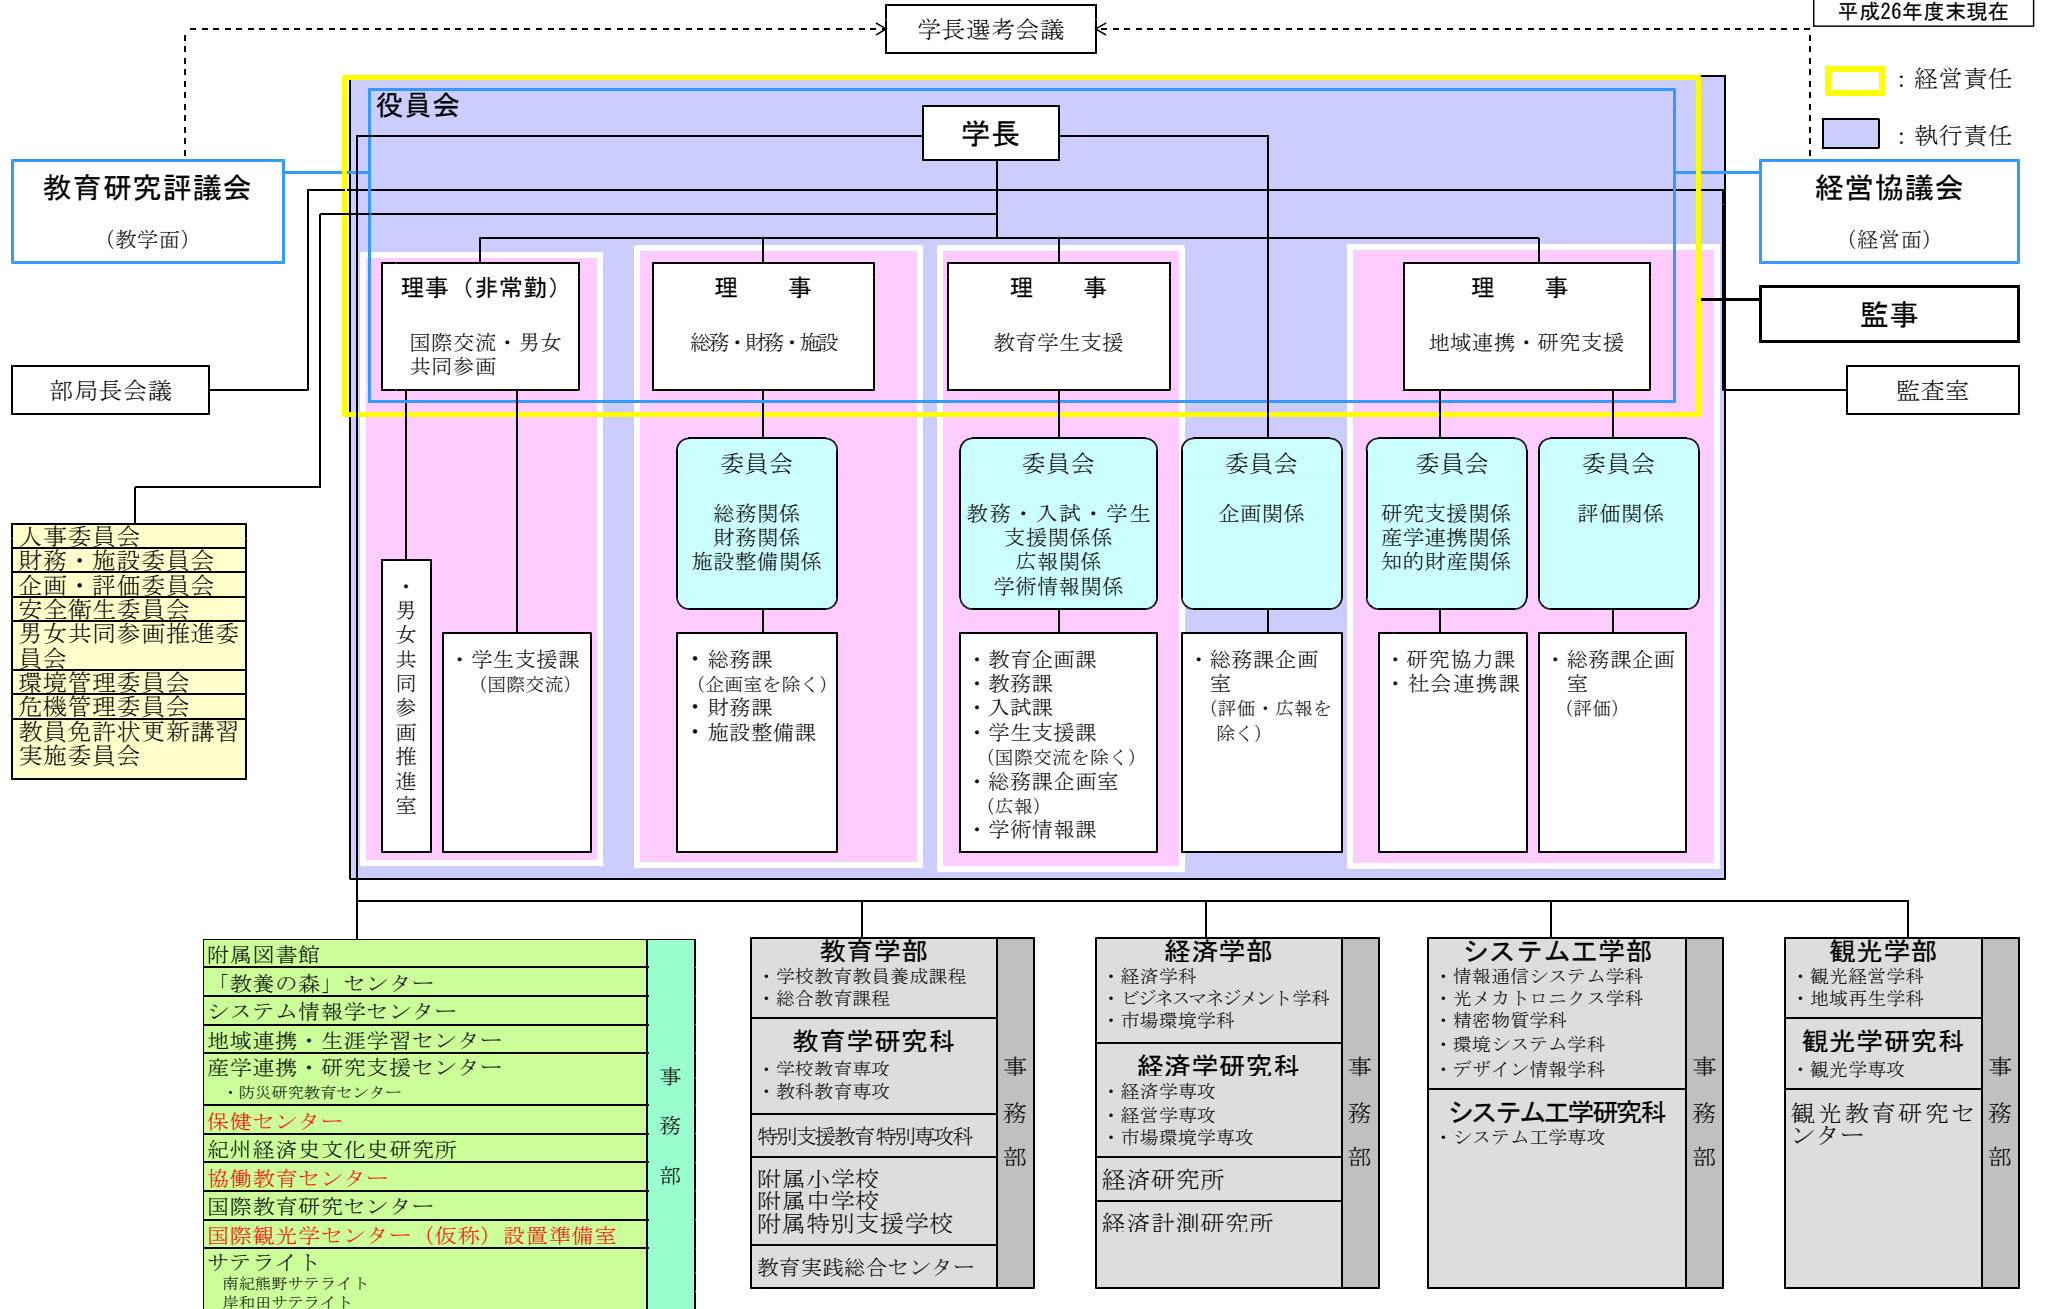 平成26年度末現在
学長選考会議
：経営責任
：執行責任
役員会
学長
教育研究評議会
（教学面）
経営協議会
（経営面）
監事
部局長会議
監査室
理事（非常勤）
国際交流・男女
共同参画
理　　事
総務・財務・施設
理　　事
教育学生支援
理　　事
地域連携・研究支援
委員会
総務関係
財務関係
施設整備関係
委員会
教務・入試・学生
支援関係係
広報関係
学術情報関係
委員会
企画関係
委員会
研究支援関係
産学連携関係
知的財産関係
委員会
評価関係
人事委員会
財務・施設委員会
企画・評価委員会
安全衛生委員会
男女共同参画推進委
員会
環境管理委員会
危機管理委員会
教員免許状更新講習
実施委員会
・男女共同参画推進室
・学生支援課
（国際交流）
・総務課
（企画室を除く）
・財務課
・施設整備課
・教育企画課
・教務課
・入試課
・学生支援課
（国際交流を除く）
・総務課企画室
（広報）
・学術情報課
・総務課企画
室
（評価・広報を
除く）
・研究協力課
・社会連携課
・総務課企画
室
（評価）
附属図書館
「教養の森」センター
システム情報学センター
地域連携・生涯学習センター
産学連携・研究支援センター
・防災研究教育センター
保健センター
紀州経済史文化史研究所
協働教育センター
国際教育研究センター
国際観光学センター（仮称）設置準備室
サテライト
南紀熊野サテライト
岸和田サテライト
事務部
教育学部
・学校教育教員養成課程
・総合教育課程
教育学研究科
・学校教育専攻
・教科教育専攻
特別支援教育特別専攻科
附属小学校
附属中学校
附属特別支援学校
教育実践総合センター
事務部
経済学部
・経済学科
・ビジネスマネジメント学科
・市場環境学科
経済学研究科
・経済学専攻
・経営学専攻
・市場環境学専攻
経済研究所
経済計測研究所
事務部
システム工学部
・情報通信システム学科
・光メカトロニクス学科
・精密物質学科
・環境システム学科
・デザイン情報学科
システム工学研究科
・システム工学専攻
事務部
観光学部
・観光経営学科
・地域再生学科
観光学研究科
・観光学専攻
観光教育研究セ
ンター
事務部